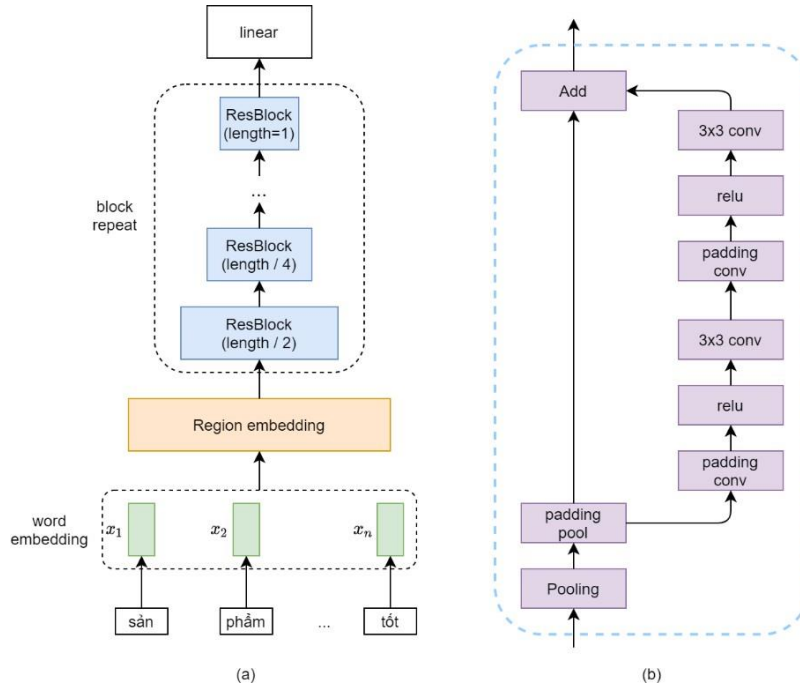 linear
ResBlock
(length=1)
...
block
repeat
ResBlock
(length / 4)
ResBlock
(length / 2)
Region embedding
word
embedding
x₁
x₂
xₙ
sản
phẩm
...
tốt
(a)
Add
3x3 conv
relu
padding
conv
3x3 conv
relu
padding
conv
padding
pool
Pooling
(b)